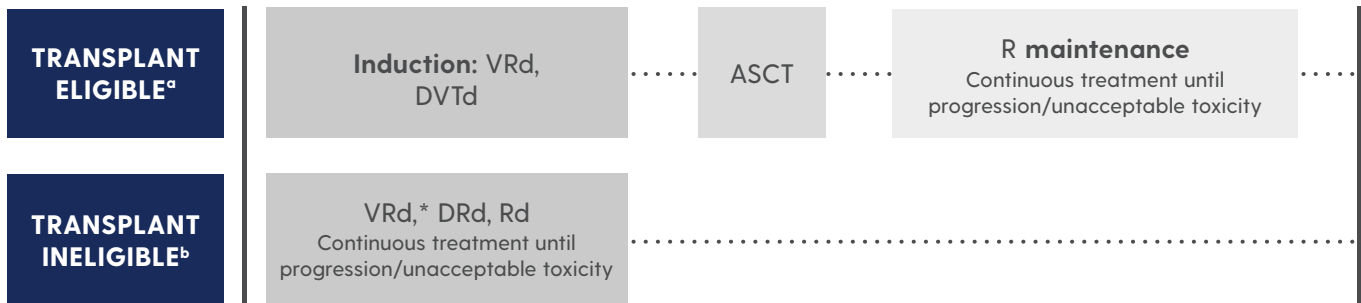 TRANSPLANT
ELIGIBLEᵃ
Induction: VRd,
DVTd
ASCT
R maintenance
Continuous treatment until
progression/unacceptable toxicity
TRANSPLANT
INELIGIBLEᵇ
VRd,* DRd, Rd
Continuous treatment until
progression/unacceptable toxicity